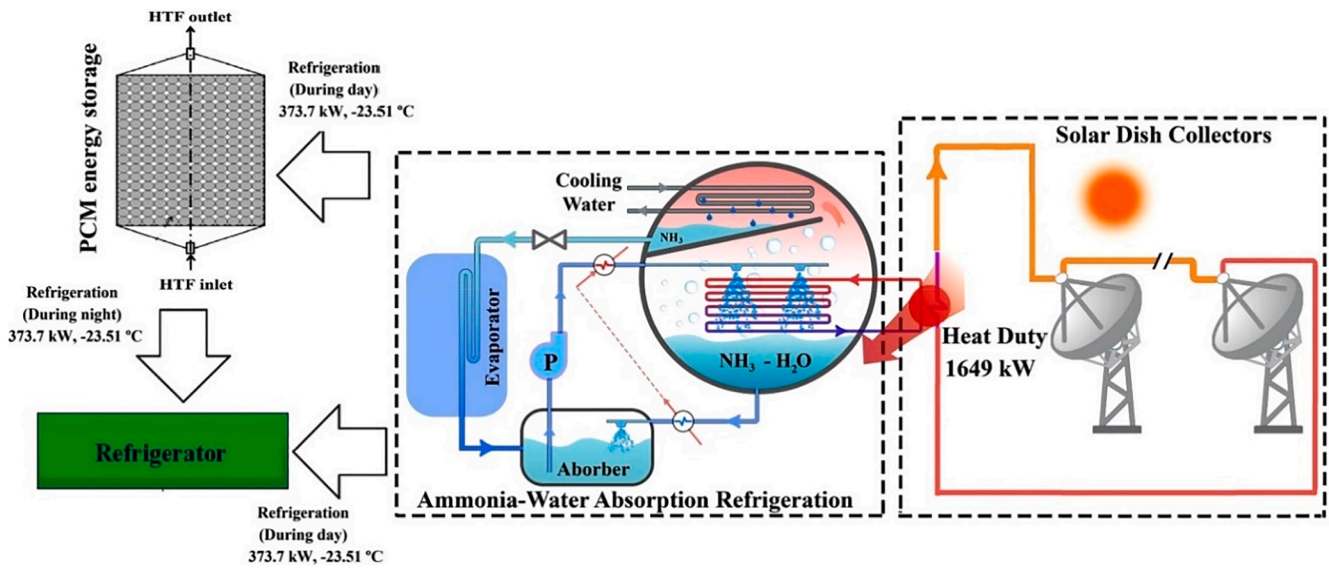 HTF outlet
PCM energy storage
Refrigeration
(During day)
373.7 kW, -23.51 °C
HTF inlet
Refrigeration
(During night)
373.7 kW, -23.51 °C
Refrigerator
Refrigeration
(During day)
373.7 kW, -23.51 °C
Cooling
Water
NH₃
Evaporator
P
NH₃ - H₂O
Aborber
Ammonia-Water Absorption Refrigeration
Solar Dish Collectors
Heat Duty
1649 kW